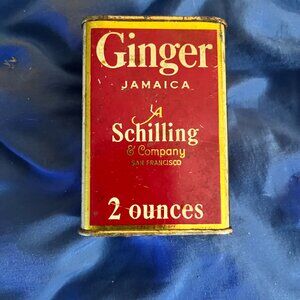 Ginger
JAMAICA
A
Schilling
& Company
SAN FRANCISCO
2 ounces